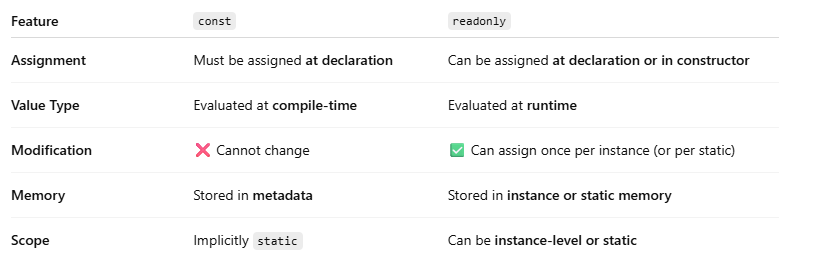 Feature const readonly
Assignment Must be assigned at declaration Can be assigned at declaration or in constructor
Value Type Evaluated at compile-time Evaluated at runtime
Modification ❌ Cannot change ✅ Can assign once per instance (or per static)
Memory Stored in metadata Stored in instance or static memory
Scope Implicitly static Can be instance-level or static